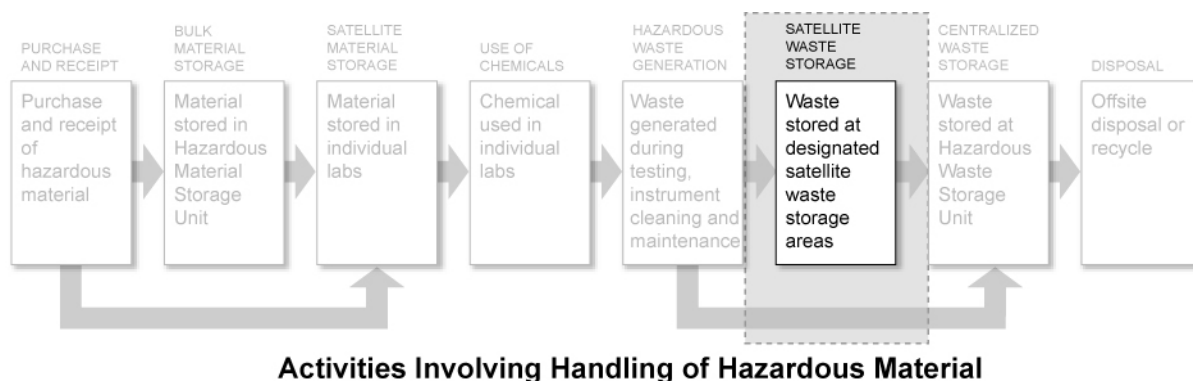 PURCHASE
AND RECEIPT
Purchase
and receipt
of
hazardous
material
BULK
MATERIAL
STORAGE
Material
stored in
Hazardous
Material
Storage
Unit
SATELLITE
MATERIAL
STORAGE
Material
stored in
individual
labs
USE OF
CHEMICALS
Chemical
used in
individual
labs
HAZARDOUS
WASTE
GENERATION
Waste
generated
during
testing,
instrument
cleaning and
maintenance
SATELLITE
WASTE
STORAGE
Waste
stored at
designated
satellite
waste
storage
areas
CENTRALIZED
WASTE
STORAGE
Waste
stored at
Hazardous
Waste
Storage
Unit
DISPOSAL
Offsite
disposal or
recycle
Activities Involving Handling of Hazardous Material